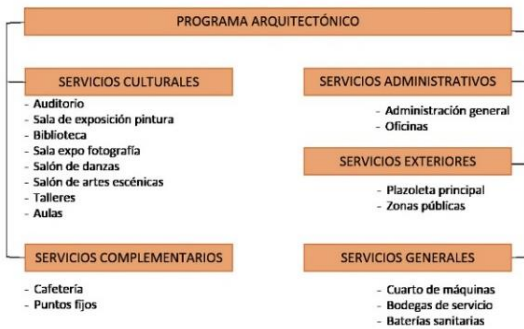 PROGRAMA ARQUITECTÓNICO
SERVICIOS CULTURALES
- Auditorio
- Sala de exposición pintura
- Biblioteca
- Sala expo fotografía
- Salón de danzas
- Salón de artes escénicas
- Talleres
- Aulas
SERVICIOS COMPLEMENTARIOS
- Cafetería
- Puntos fijos
SERVICIOS ADMINISTRATIVOS
- Administración general
- Oficinas
SERVICIOS EXTERIORES
- Plazoleta principal
- Zonas públicas
SERVICIOS GENERALES
- Cuarto de máquinas
- Bodegas de servicio
- Baterías sanitarias